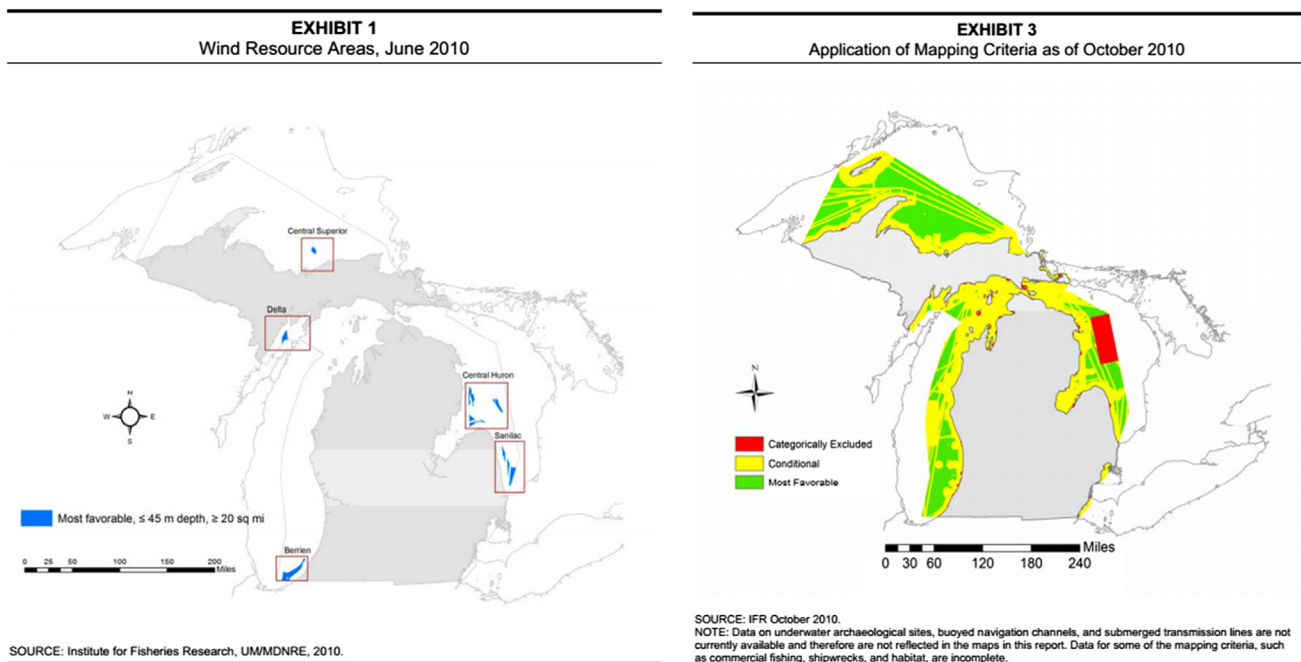 EXHIBIT 1
Wind Resource Areas, June 2010
Central Superior
Delta
Central Huron
Sanilac
N
W
E
S
Most favorable, ≤ 45 m depth, ≥ 20 sq mi
Berrien
0 25 50 100 150 200
Miles
SOURCE: Institute for Fisheries Research, UM/MDNRE, 2010.
EXHIBIT 3
Application of Mapping Criteria as of October 2010
N
Categorically Excluded
Conditional
Most Favorable
Miles
0 30 60 120 180 240
SOURCE: IFR October 2010.
NOTE: Data on underwater archaeological sites, buoyed navigation channels, and submerged transmission lines are not
currently available and therefore are not reflected in the maps in this report. Data for some of the mapping criteria, such
as commercial fishing, shipwrecks, and habitat, are incomplete.